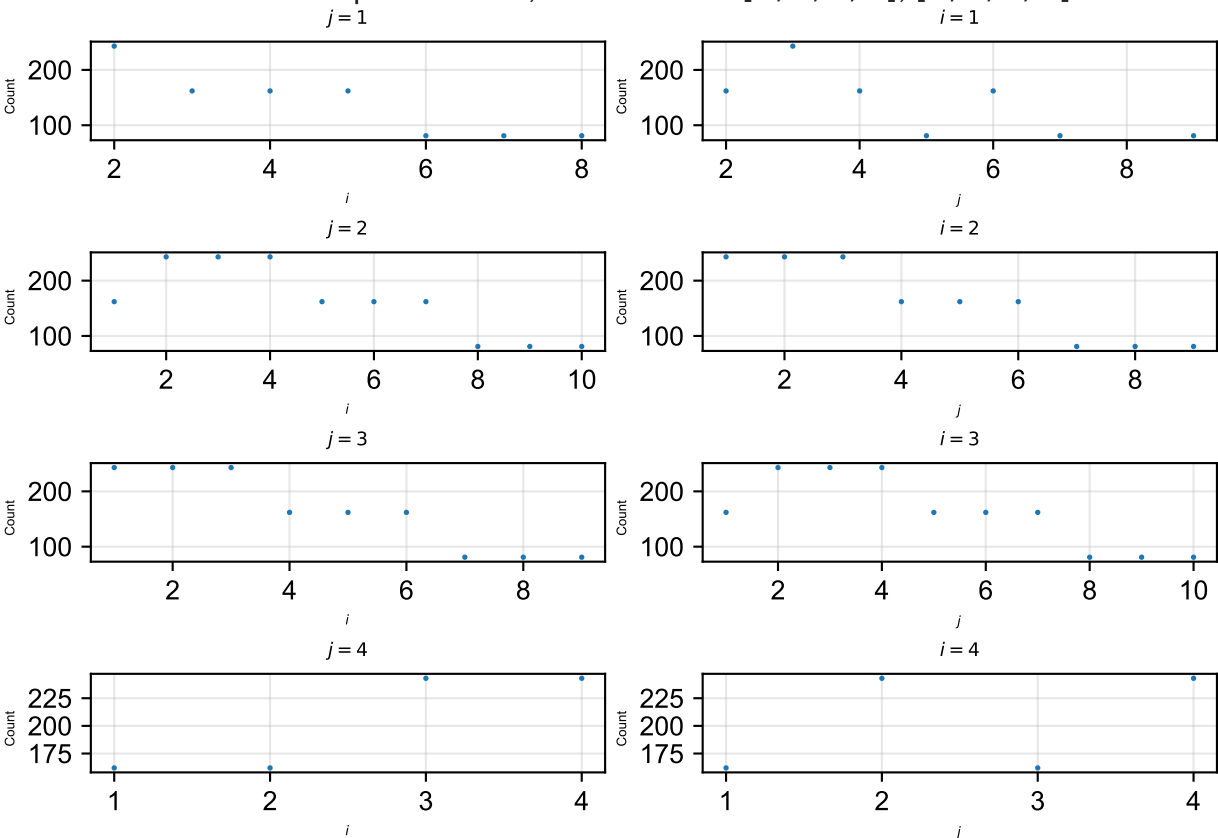 j = 1
200
100
Count
2 4 6 8
i
i = 1
200
100
Count
2 4 6 8
j
j = 2
200
100
Count
2 4 6 8 10
i
i = 2
200
100
Count
2 4 6 8
j
j = 3
200
100
Count
2 4 6 8
i
i = 3
200
100
Count
2 4 6 8 10
j
j = 4
225
200
175
Count
1 2 3 4
i
i = 4
225
200
175
Count
1 2 3 4
j